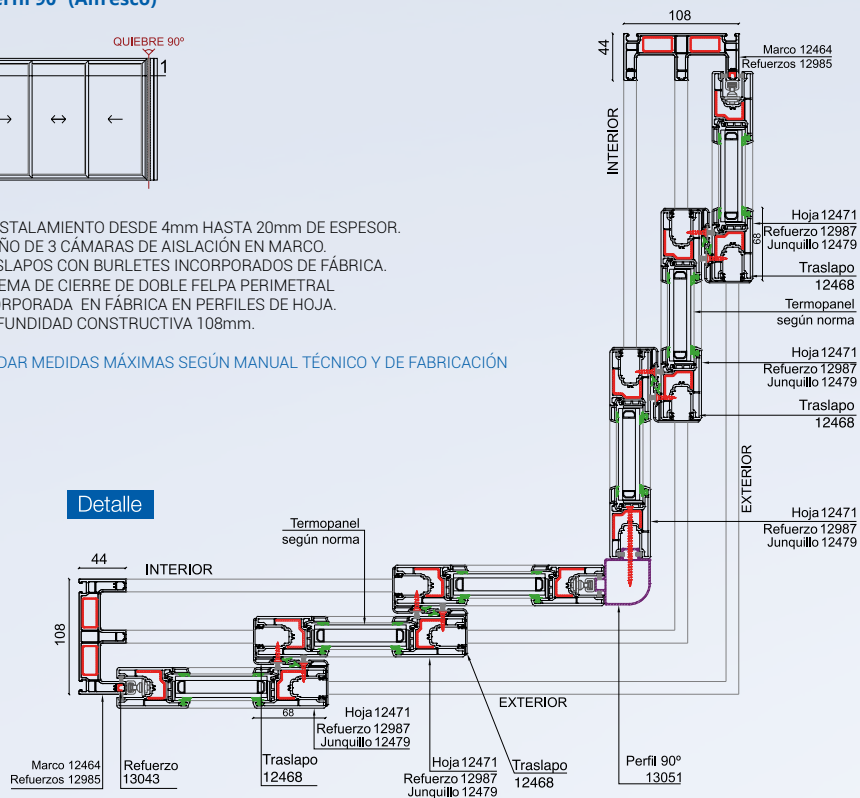 90º (Alfresco)
QUIEBRE 90º
1
STALAMIENTO DESDE 4mm HASTA 20mm DE ESPESOR.
ÑO DE 3 CÁMARAS DE AISLACIÓN EN MARCO.
SLAPOS CON BURLETES INCORPORADOS DE FÁBRICA.
EMA DE CIERRE DE DOBLE FELPA PERIMETRAL
ORPORADA EN FÁBRICA EN PERFILES DE HOJA.
FUNDIDAD CONSTRUCTIVA 108mm.
DAR MEDIDAS MÁXIMAS SEGÚN MANUAL TÉCNICO Y DE FABRICACIÓN
108
44
Marco 12464
Refuerzos 12985
INTERIOR
Hoja 12471
Refuerzo 12987
Junquillo 12479
68
Traslapo
12468
Termopanel
según norma
Hoja 12471
Refuerzo 12987
Junquillo 12479
Traslapo
12468
EXTERIOR
Hoja 12471
Refuerzo 12987
Junquillo 12479
Detalle
Termopanel
según norma
44
INTERIOR
108
EXTERIOR
68
Hoja 12471
Refuerzo 12987
Junquillo 12479
Marco 12464
Refuerzos 12985
Refuerzo
13043
Traslapo
12468
Hoja 12471
Refuerzo 12987
Junquillo 12479
Traslapo
12468
Perfil 90º
13051